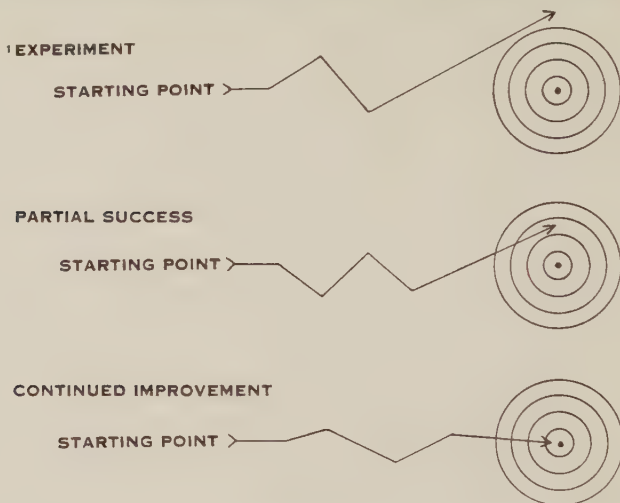 ¹EXPERIMENT
STARTING POINT
PARTIAL SUCCESS
STARTING POINT
CONTINUED IMPROVEMENT
STARTING POINT